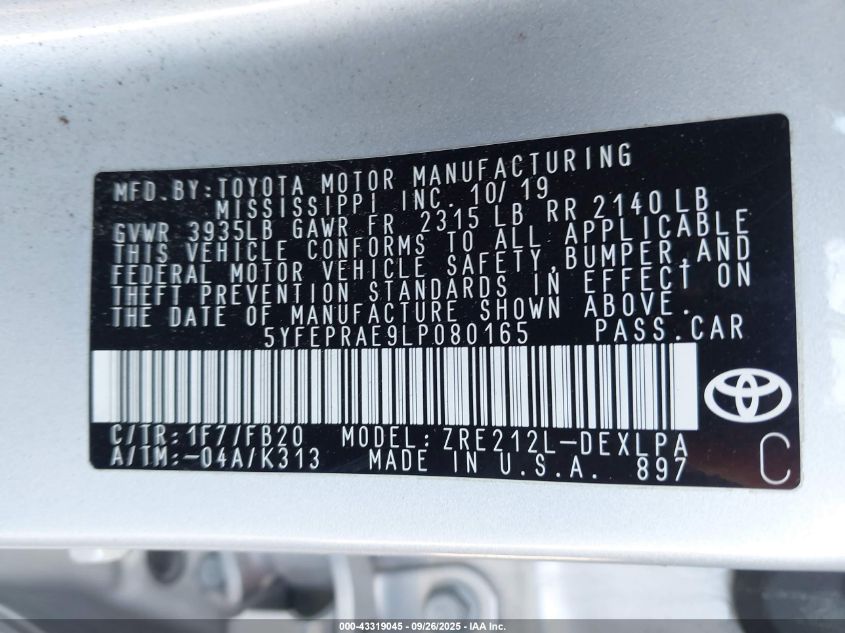 MFD. BY: TOYOTA MOTOR MANUFACTURING
MISSISSIPPI INC. 10/19
GVWR 3935LB GAWR FR 2315 LB RR 2140 LB
THIS VEHICLE CONFORMS TO ALL APPLICABLE
FEDERAL MOTOR VEHICLE SAFETY, BUMPER, AND
THEFT PREVENTION STANDARDS IN EFFECT ON
THE DATE OF MANUFACTURE SHOWN ABOVE.
5YFEPRAE9LP080165 PASS. CAR
C/TR: 1F7/FB20 MODEL: ZRE212L-DEXLPA
A/TM: -04A/K313 MADE IN U.S.A. 897
C
000-43319045 - 09/26/2025 - IAA Inc.